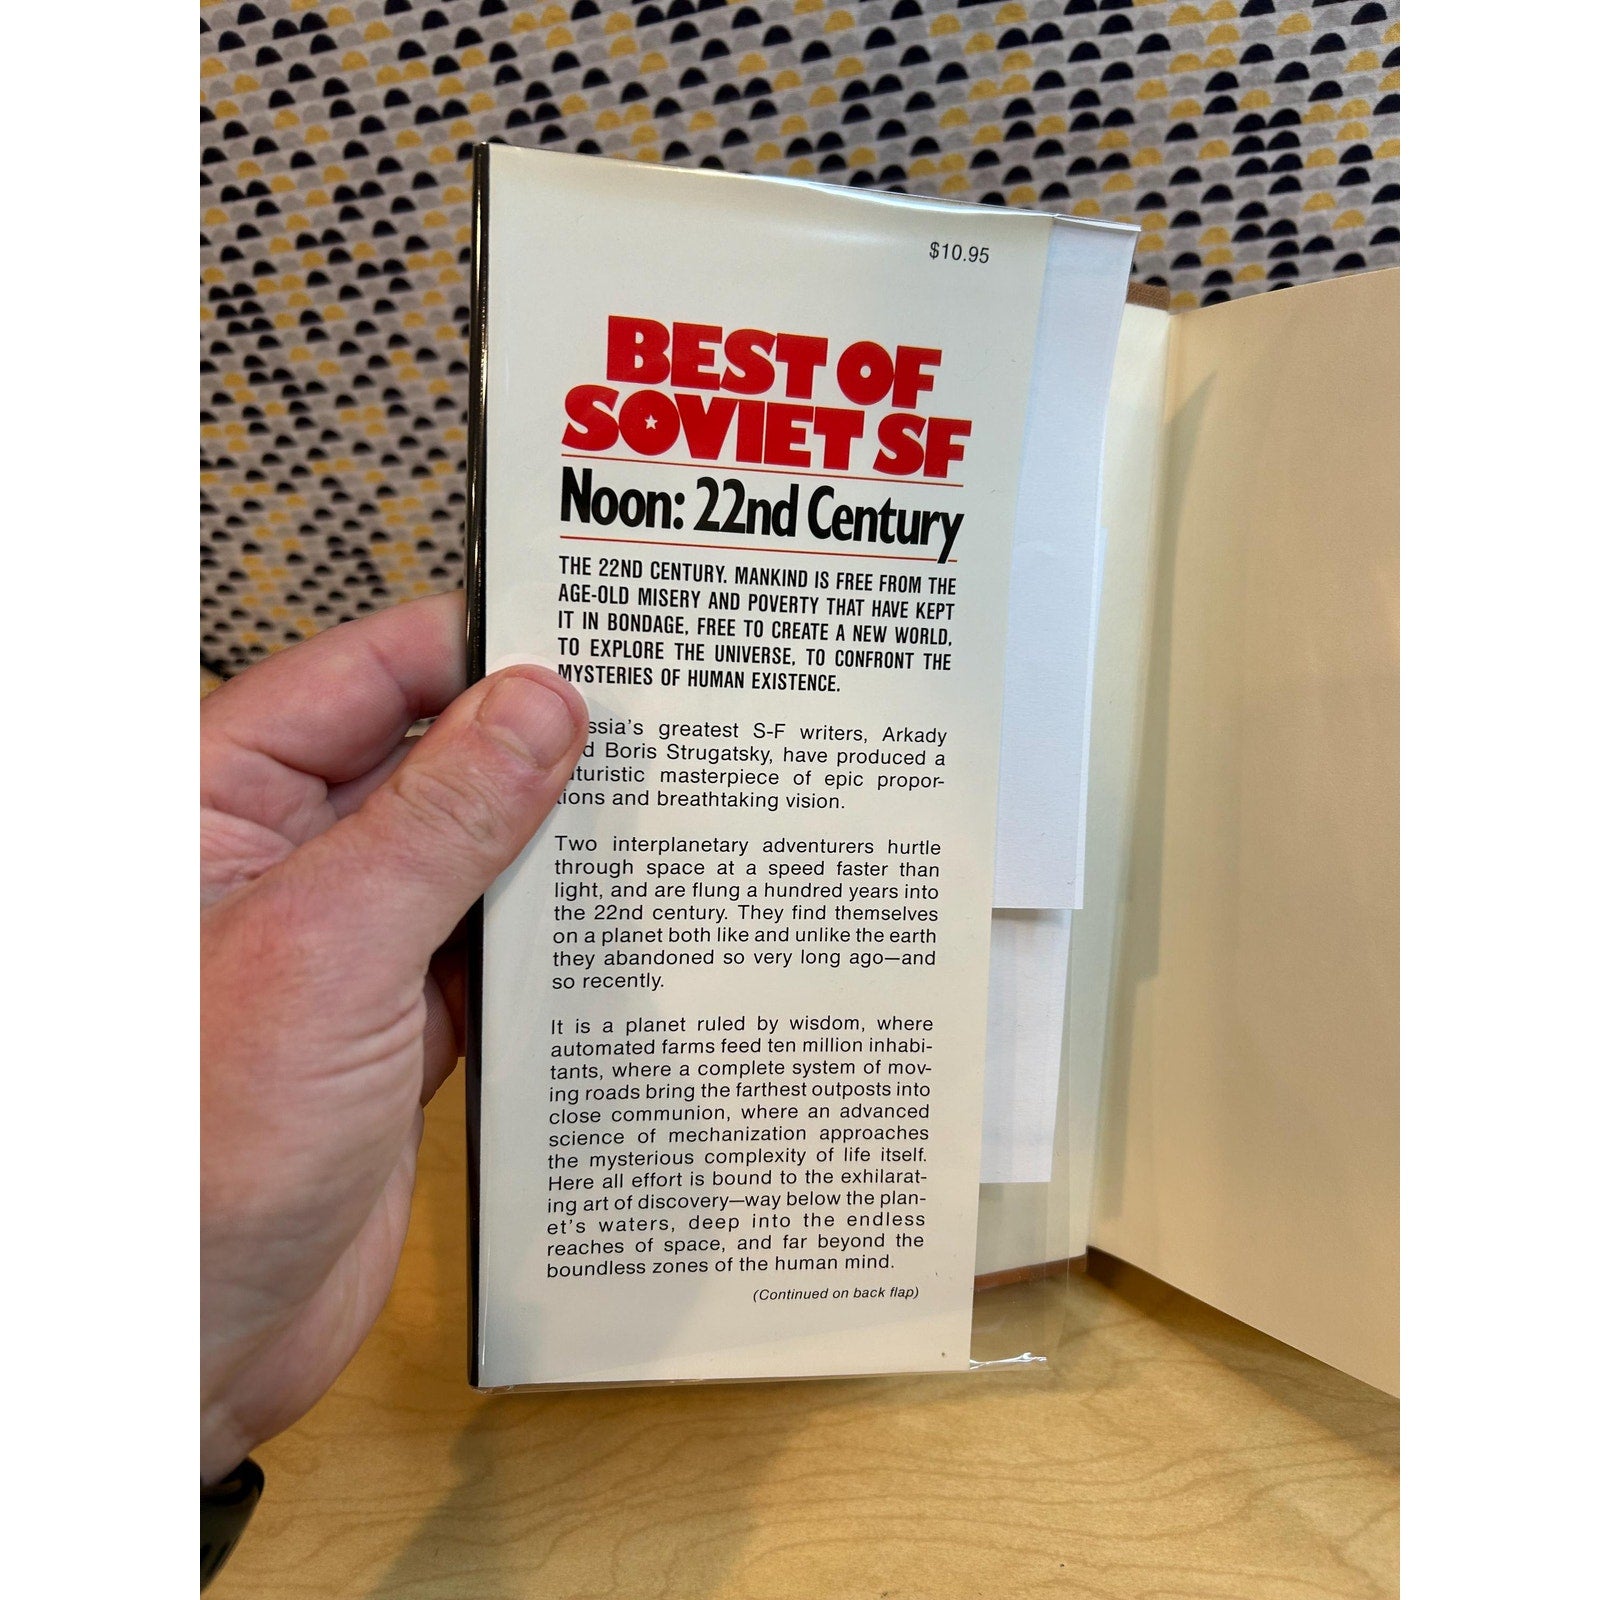 $10.95
BEST OF
SOVIET SF
Noon: 22nd Century
THE 22ND CENTURY. MANKIND IS FREE FROM THE
AGE-OLD MISERY AND POVERTY THAT HAVE KEPT
IT IN BONDAGE, FREE TO CREATE A NEW WORLD,
TO EXPLORE THE UNIVERSE, TO CONFRONT THE
MYSTERIES OF HUMAN EXISTENCE.
greatest S-F writers, Arkady
Boris Strugatsky, have produced a
masterpiece of epic propor-
tions and breathtaking vision.
Two interplanetary adventurers hurtle
through space at a speed faster than
light, and are flung a hundred years into
the 22nd century. They find themselves
on a planet both like and unlike the earth
they abandoned so very long ago—and
so recently.
It is a planet ruled by wisdom, where
automated farms feed ten million inhabi-
tants, where a complete system of mov-
ing roads bring the farthest outposts into
close communion, where an advanced
science of mechanization approaches
the mysterious complexity of life itself.
Here all effort is bound to the exhilarat-
ing art of discovery—way below the plan-
et's waters, deep into the endless
reaches of space, and far beyond the
boundless zones of the human mind.
(Continued on back flap)